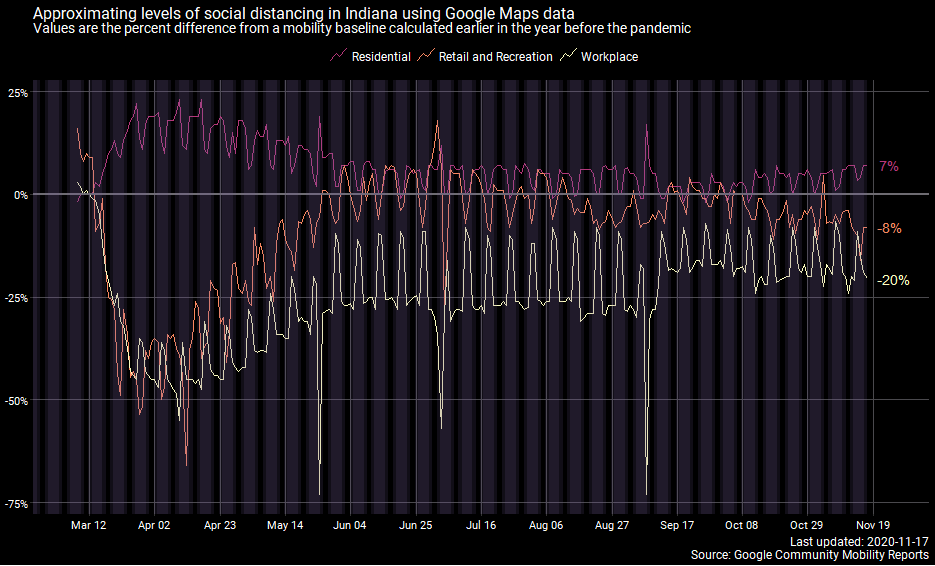 Approximating levels of social distancing in Indiana using Google Maps data
Values are the percent difference from a mobility baseline calculated earlier in the year before the pandemic
Residential Retail and Recreation Workplace
25%
0%
-25%
-50%
-75%
7%
-8%
-20%
Mar 12 Apr 02 Apr 23 May 14 Jun 04 Jun 25 Jul 16 Aug 06 Aug 27 Sep 17 Oct 08 Oct 29 Nov 19
Last updated: 2020-11-17
Source: Google Community Mobility Reports